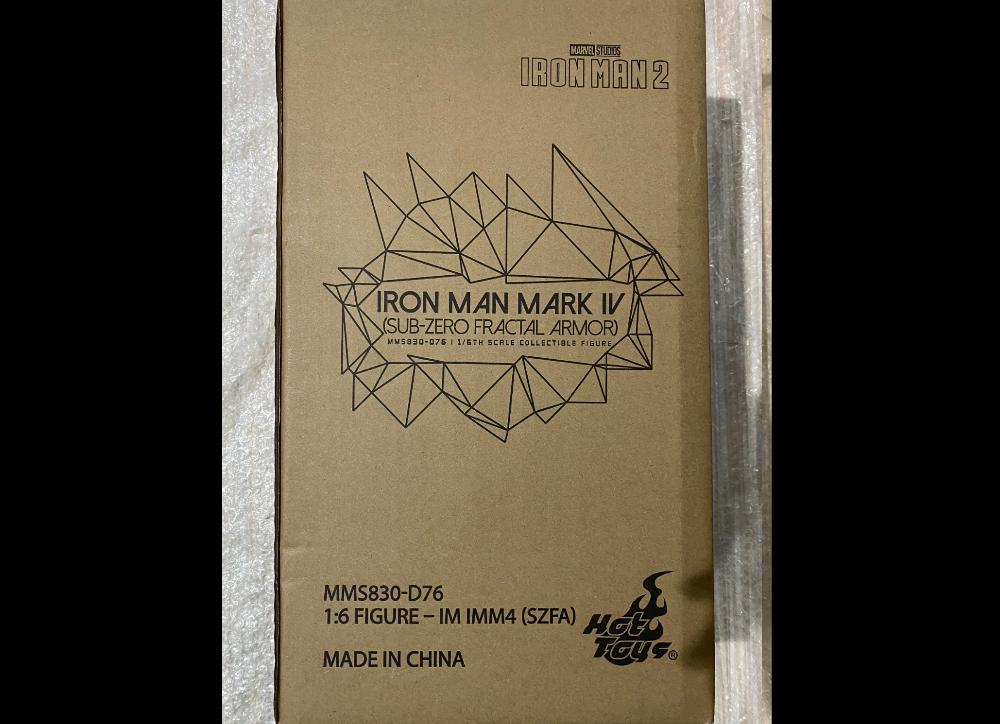 MARVEL STUDIOS
IRON MAN 2
IRON MAN MARK IV
(SUB-ZERO FRACTAL ARMOR)
MMS830-D76 | 1/6TH SCALE COLLECTIBLE FIGURE
MMS830-D76
1:6 FIGURE – IM IMM4 (SZFA)
Hot
Toys®
MADE IN CHINA